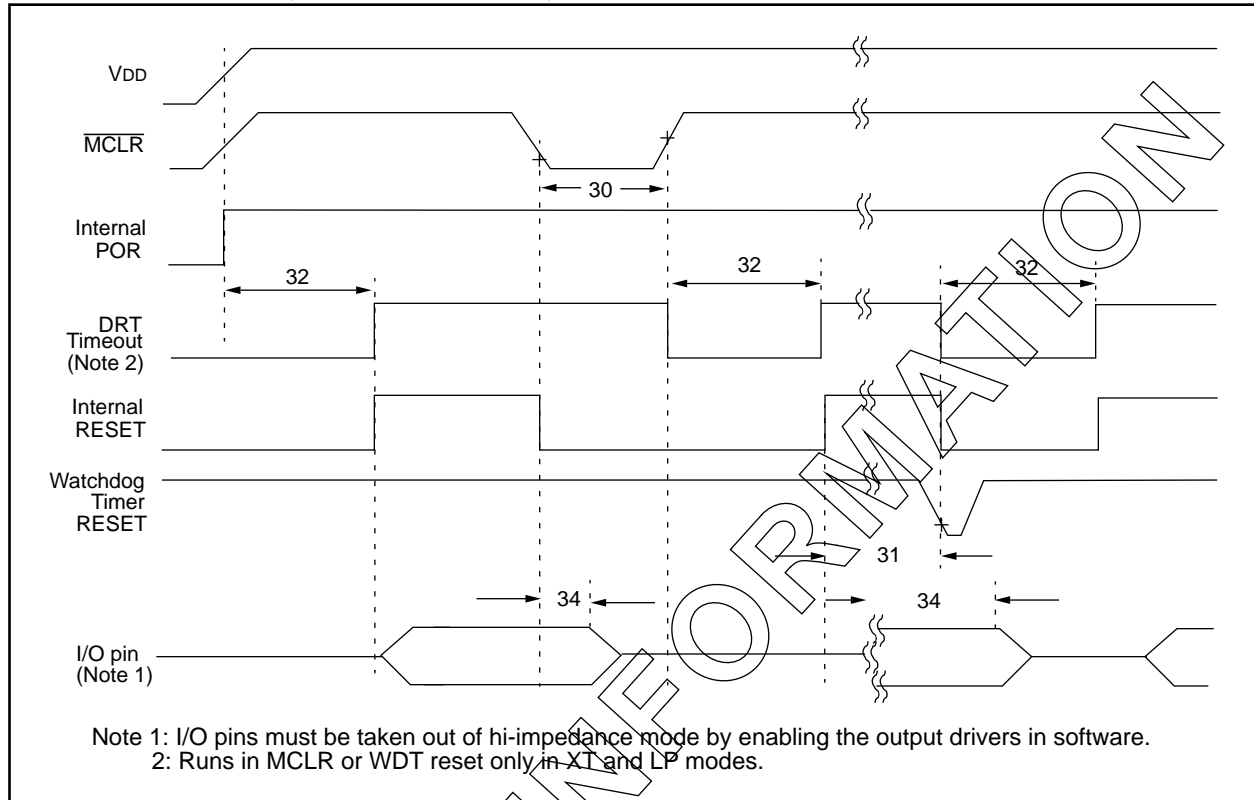 VDD
MCLR
30
Internal
POR
32
32
32
DRT
Timeout
(Note 2)
Internal
RESET
Watchdog
Timer
RESET
31
34
34
I/O pin
(Note 1)
Note 1: I/O pins must be taken out of hi-impedance mode by enabling the output drivers in software.
2: Runs in MCLR or WDT reset only in XT and LP modes.
INFORMATION